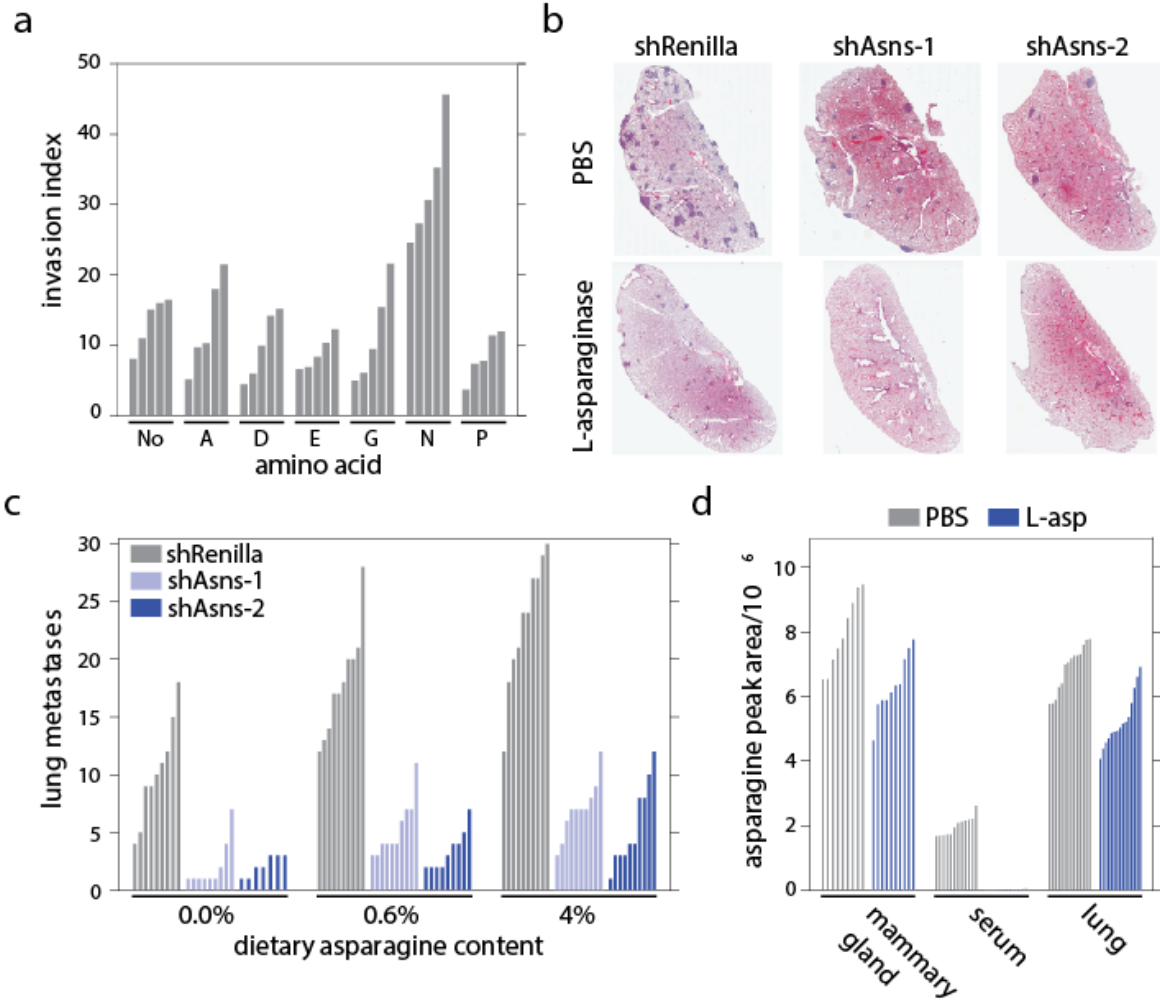 a
50
40
30
20
10
0
invasion index
No A D E G N P
amino acid
b
shRenilla shAsns-1 shAsns-2
PBS
L-asparaginase
c
30
25
20
15
10
5
0
lung metastases
shRenilla
shAsns-1
shAsns-2
0.0% 0.6% 4%
dietary asparagine content
d
PBS L-asp
10
8
6
4
2
0
asparagine peak area/10 6
mammary
gland
serum
lung